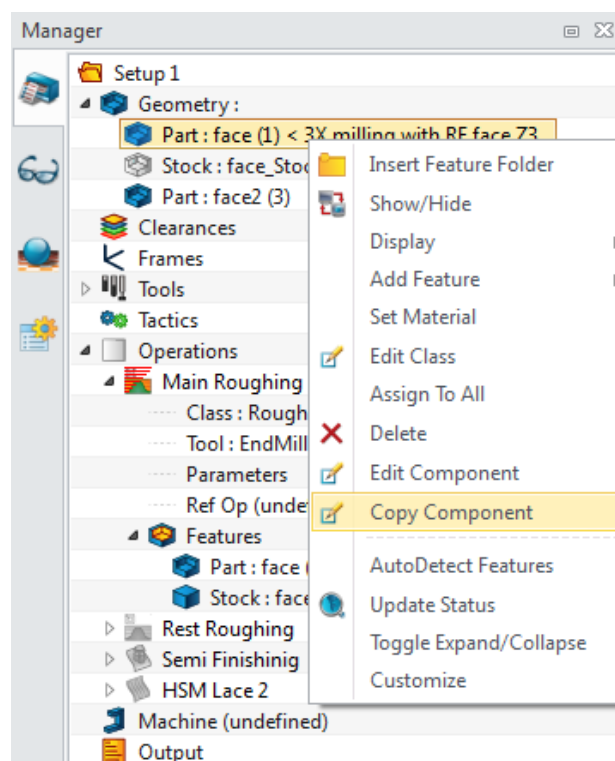 Manager
Setup 1
Geometry :
Part : face (1) < 3X milling with RF face Z3
Stock : face_Stoc
Part : face2 (3)
Clearances
Frames
Tools
Tactics
Operations
Main Roughing
Class : Rough
Tool : EndMill
Parameters
Ref Op (unde
Features
Part : face
Stock : face
Rest Roughing
Semi Finishinig
HSM Lace 2
Machine (undefined)
Output
Insert Feature Folder
Show/Hide
Display
Add Feature
Set Material
Edit Class
Assign To All
Delete
Edit Component
Copy Component
AutoDetect Features
Update Status
Toggle Expand/Collapse
Customize